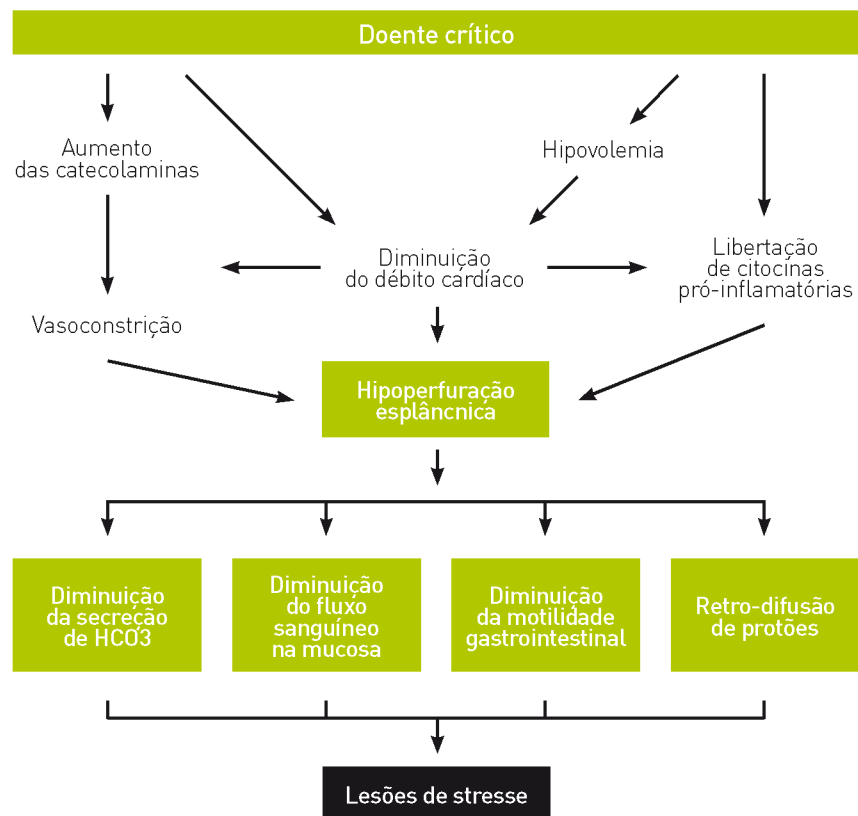 Doente crítico
Aumento
das catecolaminas
Hipovolemia
Diminuição
do débito cardíaco
Libertação
de citocinas
pró-inflamatórias
Vasoconstrição
Hipoperfuração
esplâncnica
Diminuição
da secreção
de HCO3
Diminuição
do fluxo
sanguíneo
na mucosa
Diminuição
da motilidade
gastrointestinal
Retro-difusão
de protões
Lesões de stresse